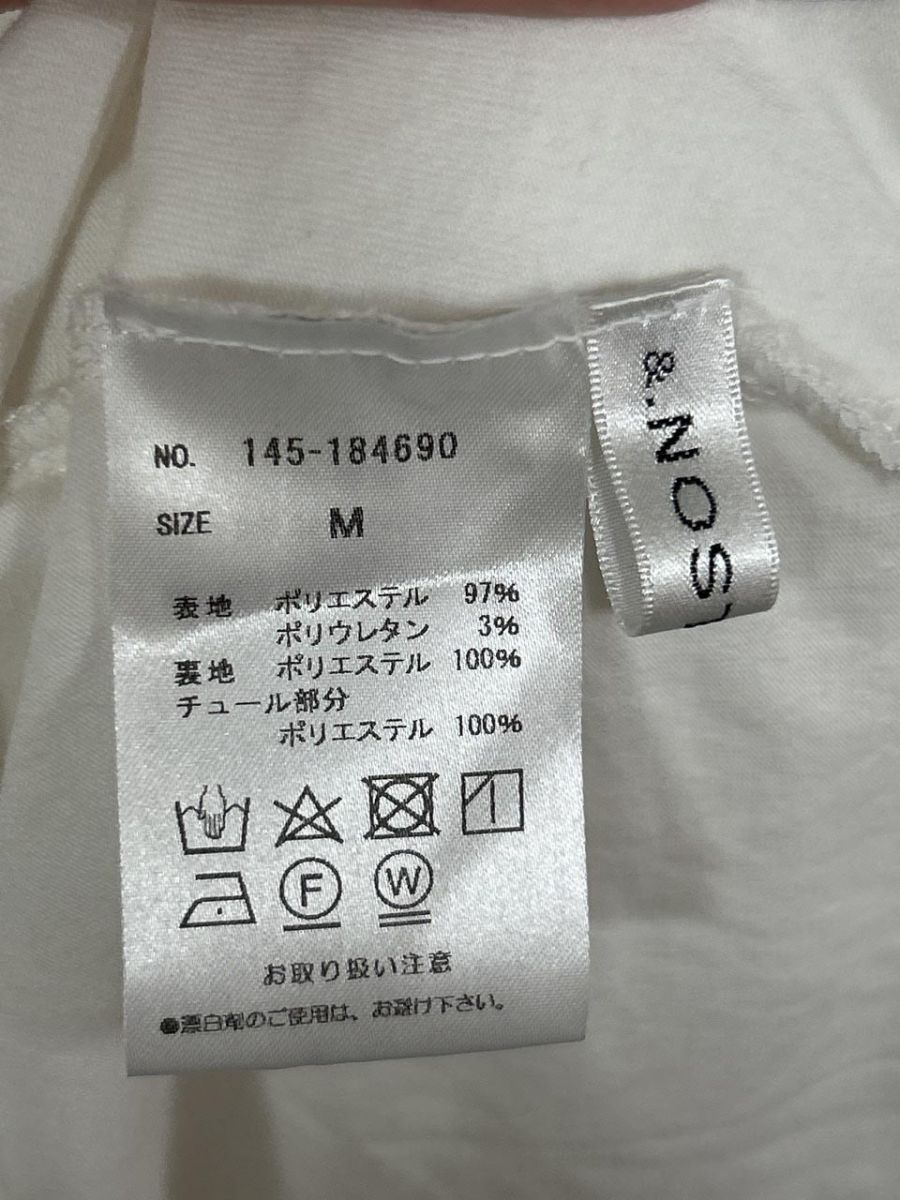 NO. 145-184690
SIZE M
表地 ポリエステル 97%
ポリウレタン 3%
裏地 ポリエステル 100%
チュール部分
ポリエステル 100%
F W
お取り扱い注意
●漂白剤のご使用は、お避け下さい。
&.NOS